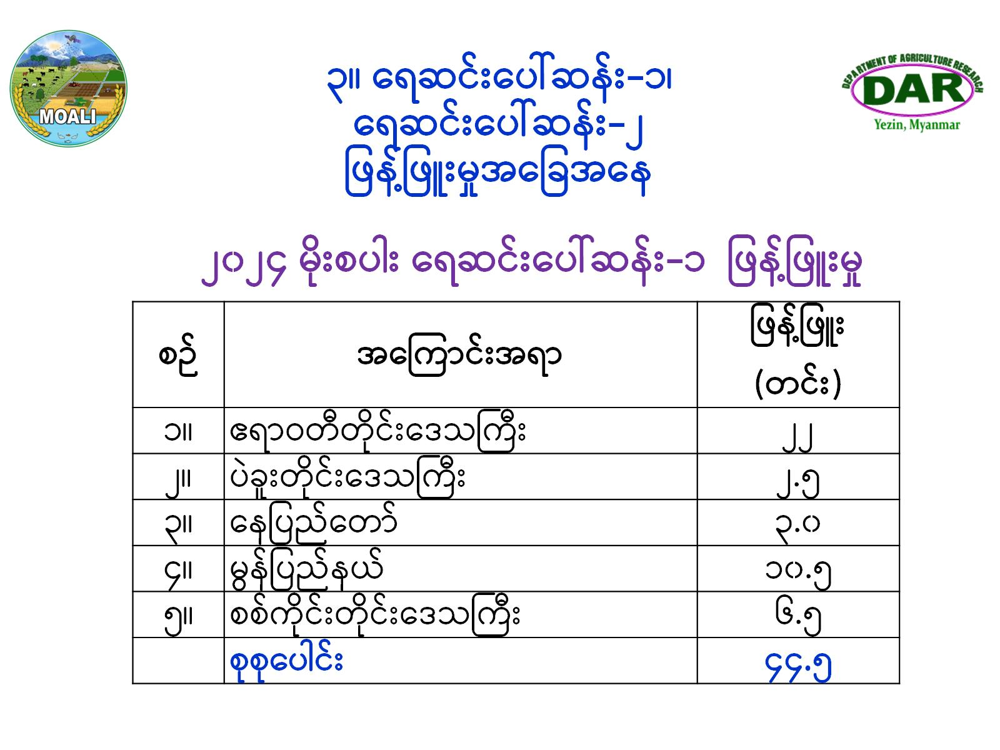 MOALI
DEPARTMENT OF AGRICULTURE RESEARCH
DAR
Yezin, Myanmar
၃။ ရေဆင်းပေါ်ဆန်း-၁၊
ရေဆင်းပေါ်ဆန်း-၂
ဖြန့်ဖြူးမှုအခြေအနေ
၂၀၂၄ မိုးစပါး ရေဆင်းပေါ်ဆန်း-၁ ဖြန့်ဖြူးမှု
စဉ် အကြောင်းအရာ ဖြန့်ဖြူး
(တင်း)
၁။ ဧရာဝတီတိုင်းဒေသကြီး ၂၂
၂။ ပဲခူးတိုင်းဒေသကြီး ၂.၅
၃။ နေပြည်တော် ၃.၀
၄။ မွန်ပြည်နယ် ၁၀.၅
၅။ စစ်ကိုင်းတိုင်းဒေသကြီး ၆.၅
စုစုပေါင်း ၄၄.၅